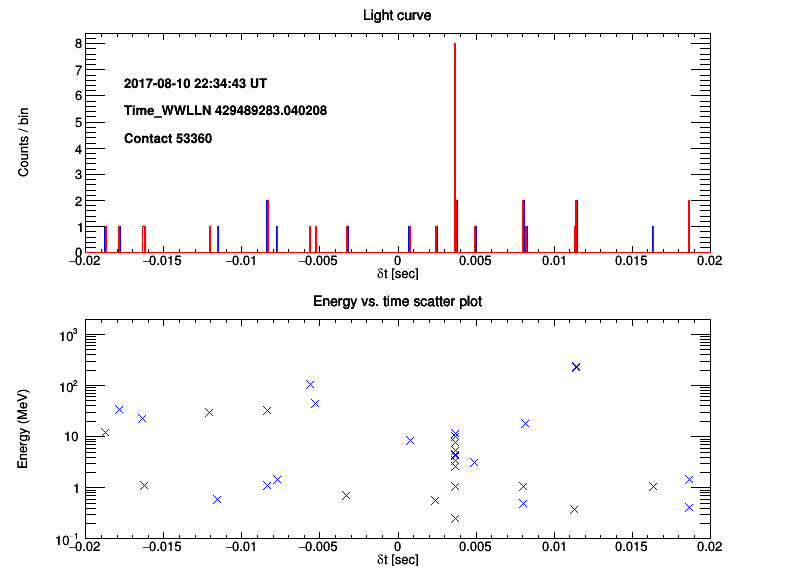 Light curve
8
7
6
5
4
3
2
1
0
Counts / bin
2017-08-10 22:34:43 UT
Time_WWLLN 429489283.040208
Contact 53360
−0.02 −0.015 −0.01 −0.005 0 0.005 0.01 0.015 0.02
δt [sec]
Energy vs. time scatter plot
10³
10²
10
1
10⁻¹
Energy (MeV)
−0.02 −0.015 −0.01 −0.005 0 0.005 0.01 0.015 0.02
δt [sec]